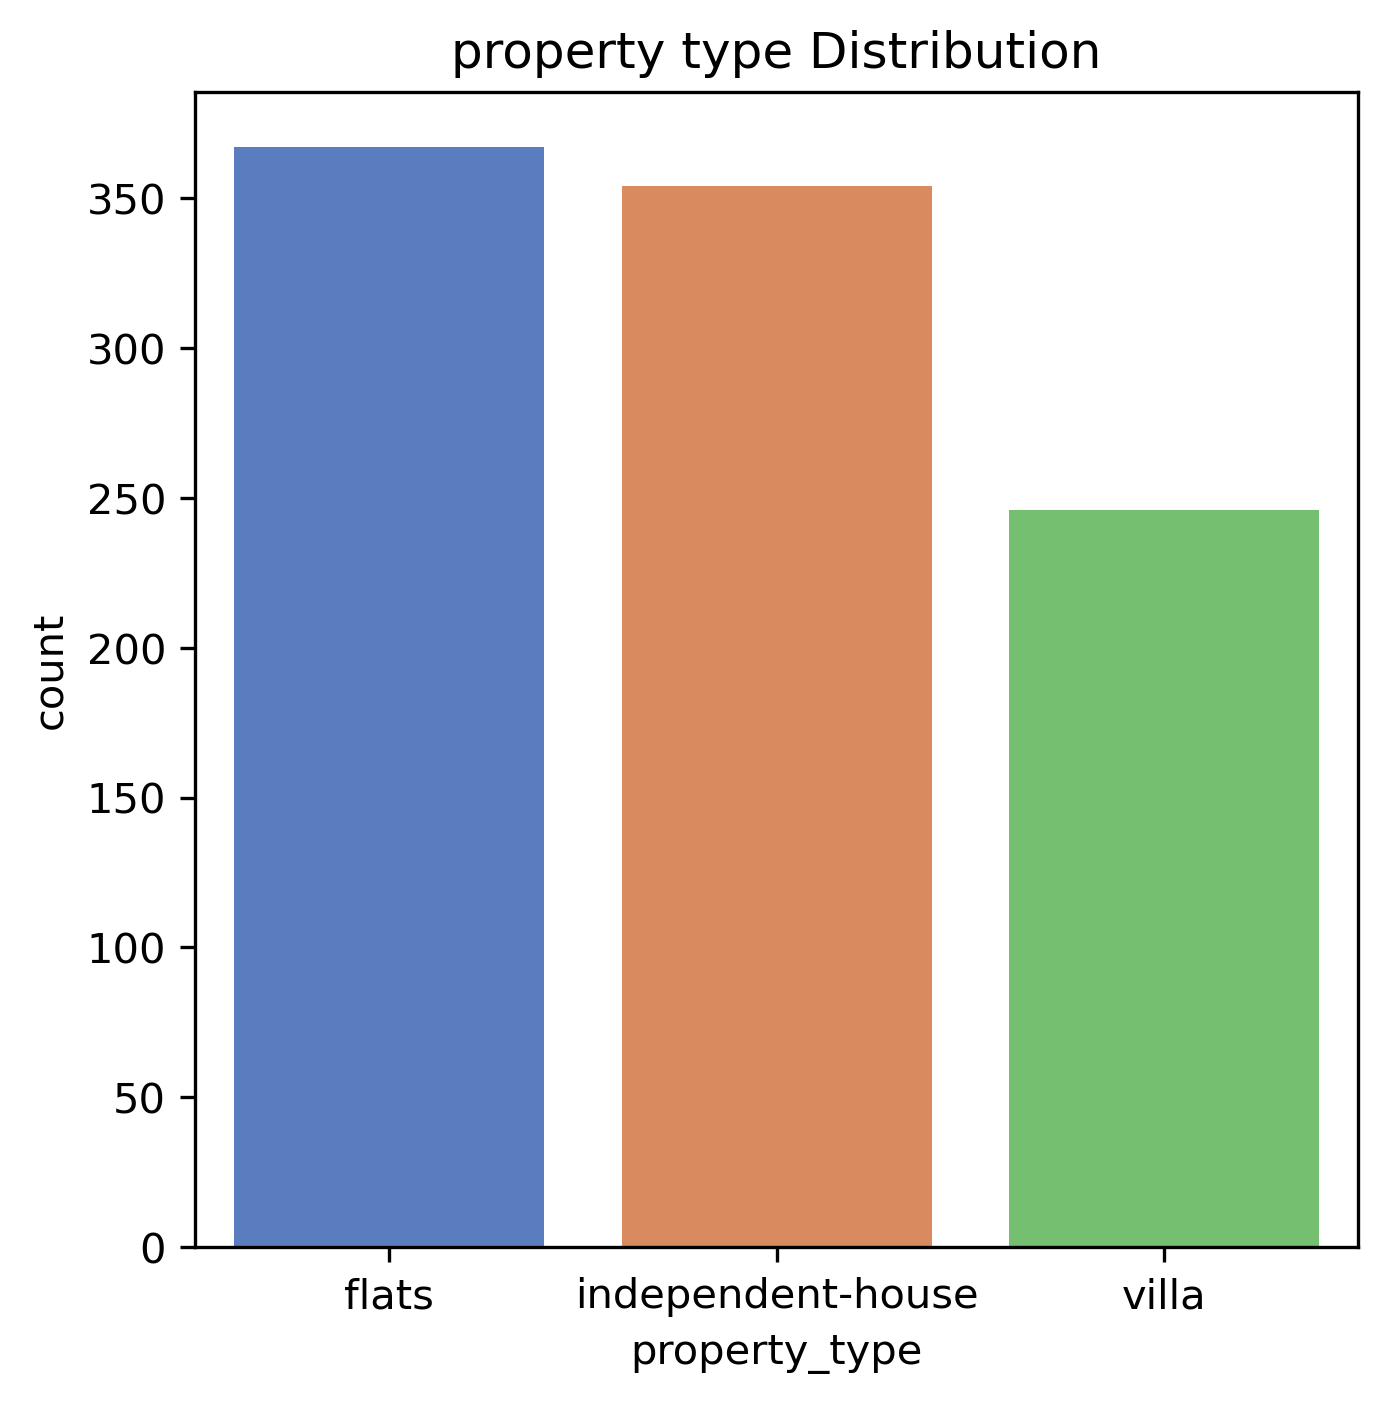 property type Distribution
350
300
250
200
150
100
50
0
count
flats
independent-house
villa
property_type